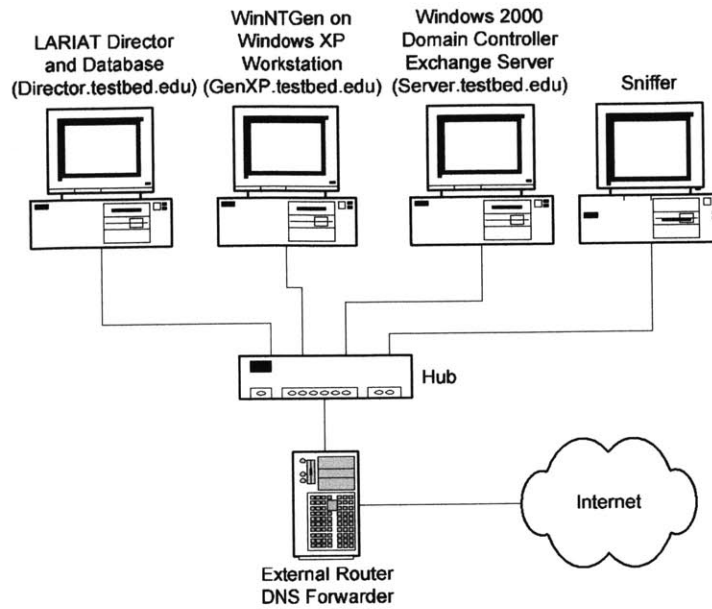 LARIAT Director
and Database
(Director.testbed.edu)
WinNTGen on
Windows XP
Workstation
(GenXP.testbed.edu)
Windows 2000
Domain Controller
Exchange Server
(Server.testbed.edu)
Sniffer
Hub
Internet
External Router
DNS Forwarder